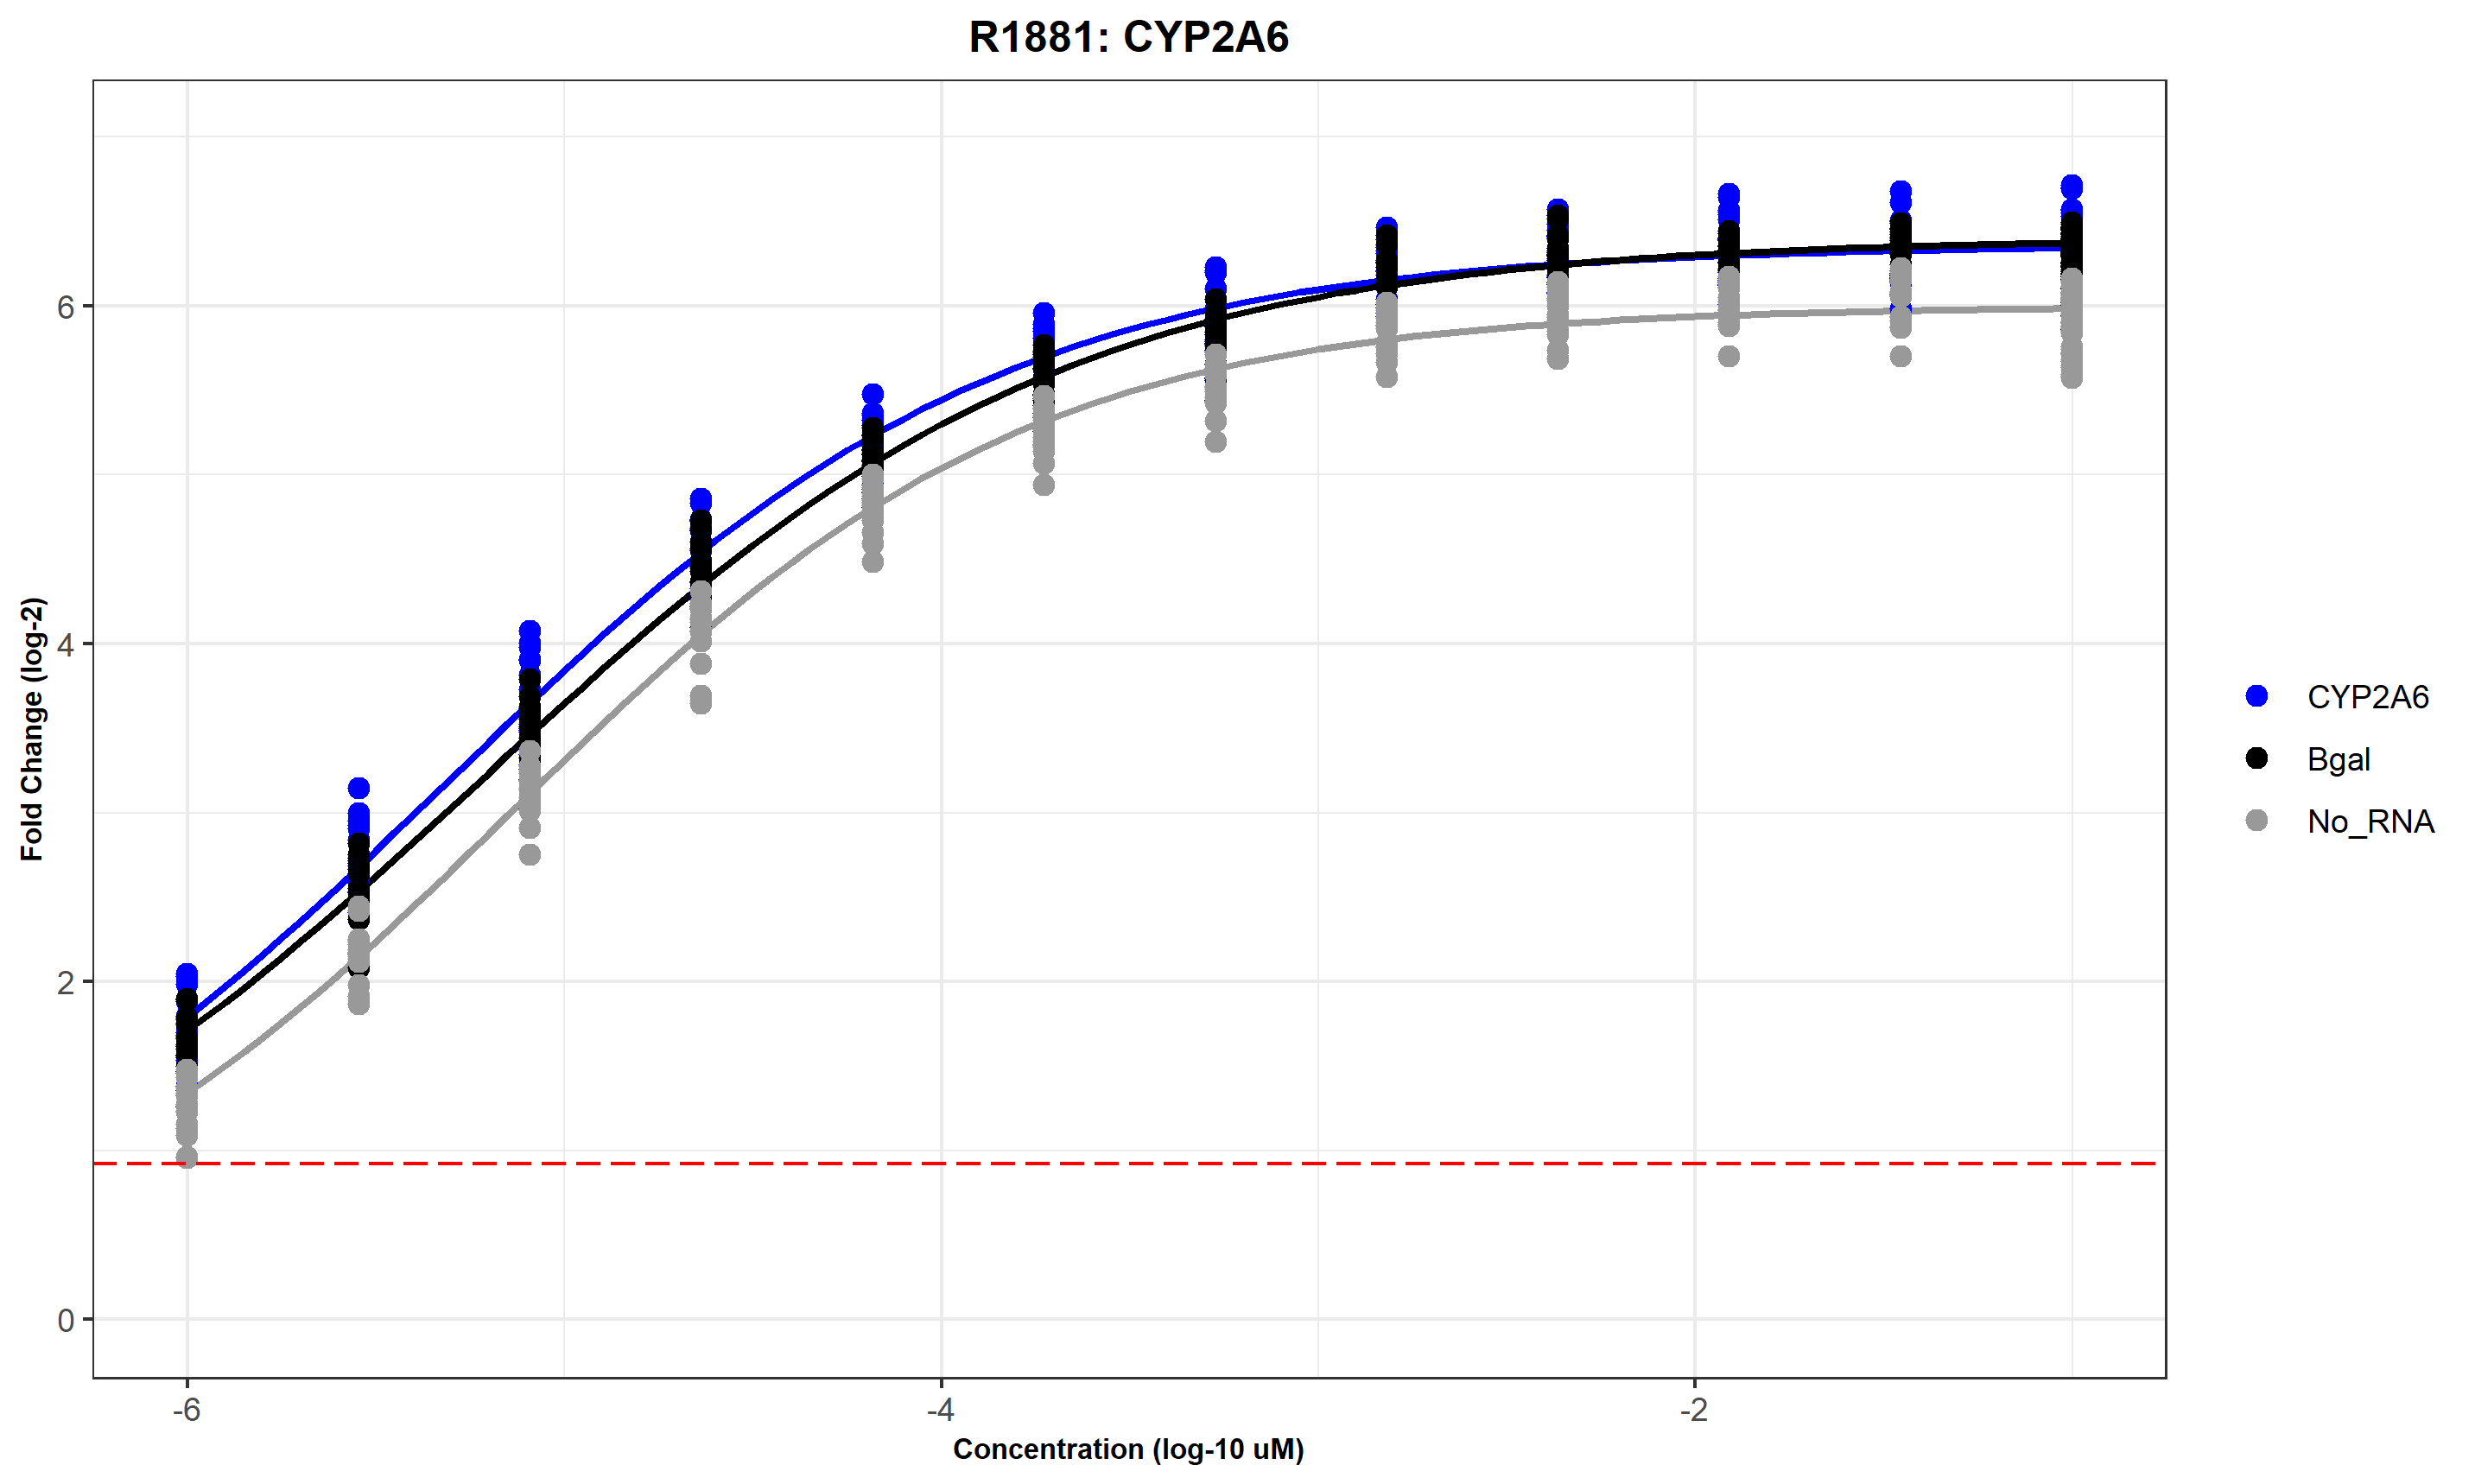 R1881: CYP2A6
Fold Change (log-2)
6
4
2
0
-6
-4
-2
Concentration (log-10 uM)
CYP2A6
Bgal
No_RNA